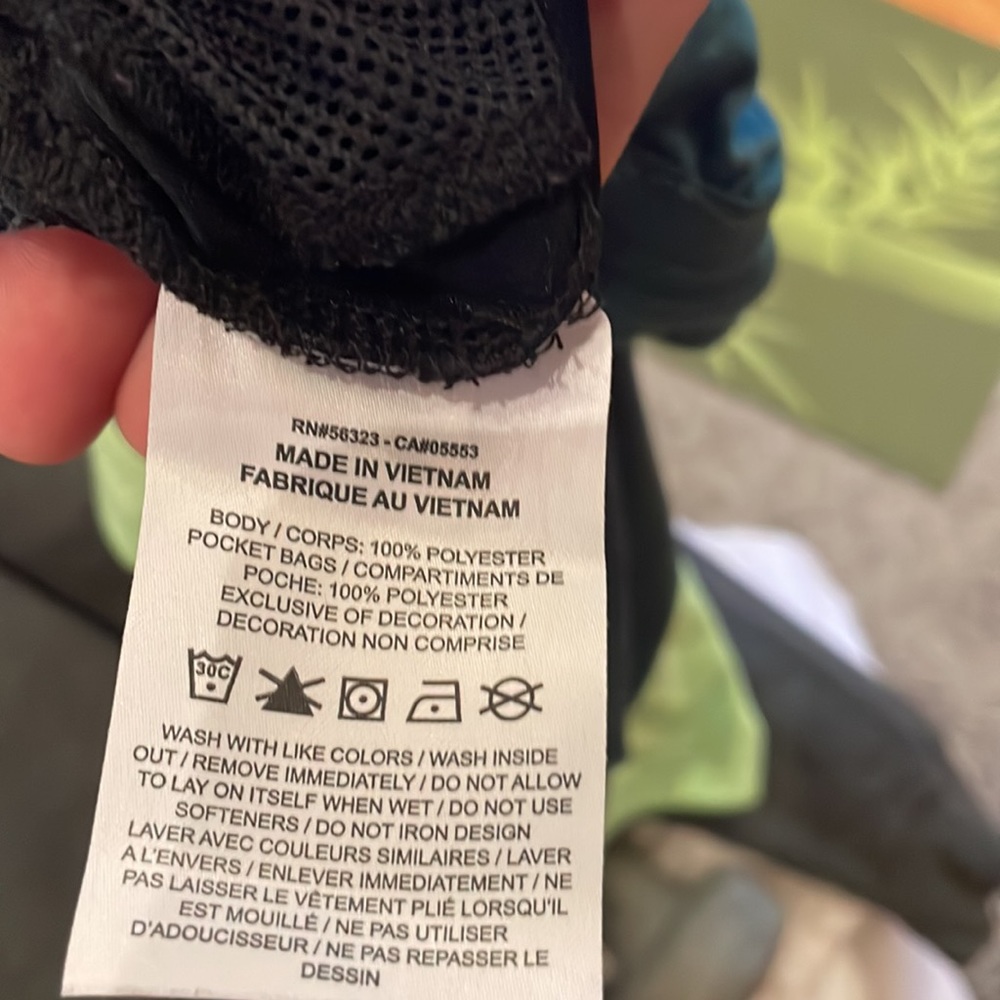 RN#56323 - CA#05553
MADE IN VIETNAM
FABRIQUE AU VIETNAM
BODY / CORPS: 100% POLYESTER
POCKET BAGS / COMPARTIMENTS DE
POCHE: 100% POLYESTER
EXCLUSIVE OF DECORATION /
DECORATION NON COMPRISE
30C
WASH WITH LIKE COLORS / WASH INSIDE
OUT / REMOVE IMMEDIATELY / DO NOT ALLOW
TO LAY ON ITSELF WHEN WET / DO NOT USE
SOFTENERS / DO NOT IRON DESIGN
LAVER AVEC COULEURS SIMILAIRES / LAVER
A L'ENVERS / ENLEVER IMMEDIATEMENT / NE
PAS LAISSER LE VÊTEMENT PLIÉ LORSQU'IL
EST MOUILLÉ / NE PAS UTILISER
D'ADOUCISSEUR / NE PAS REPASSER LE
DESSIN